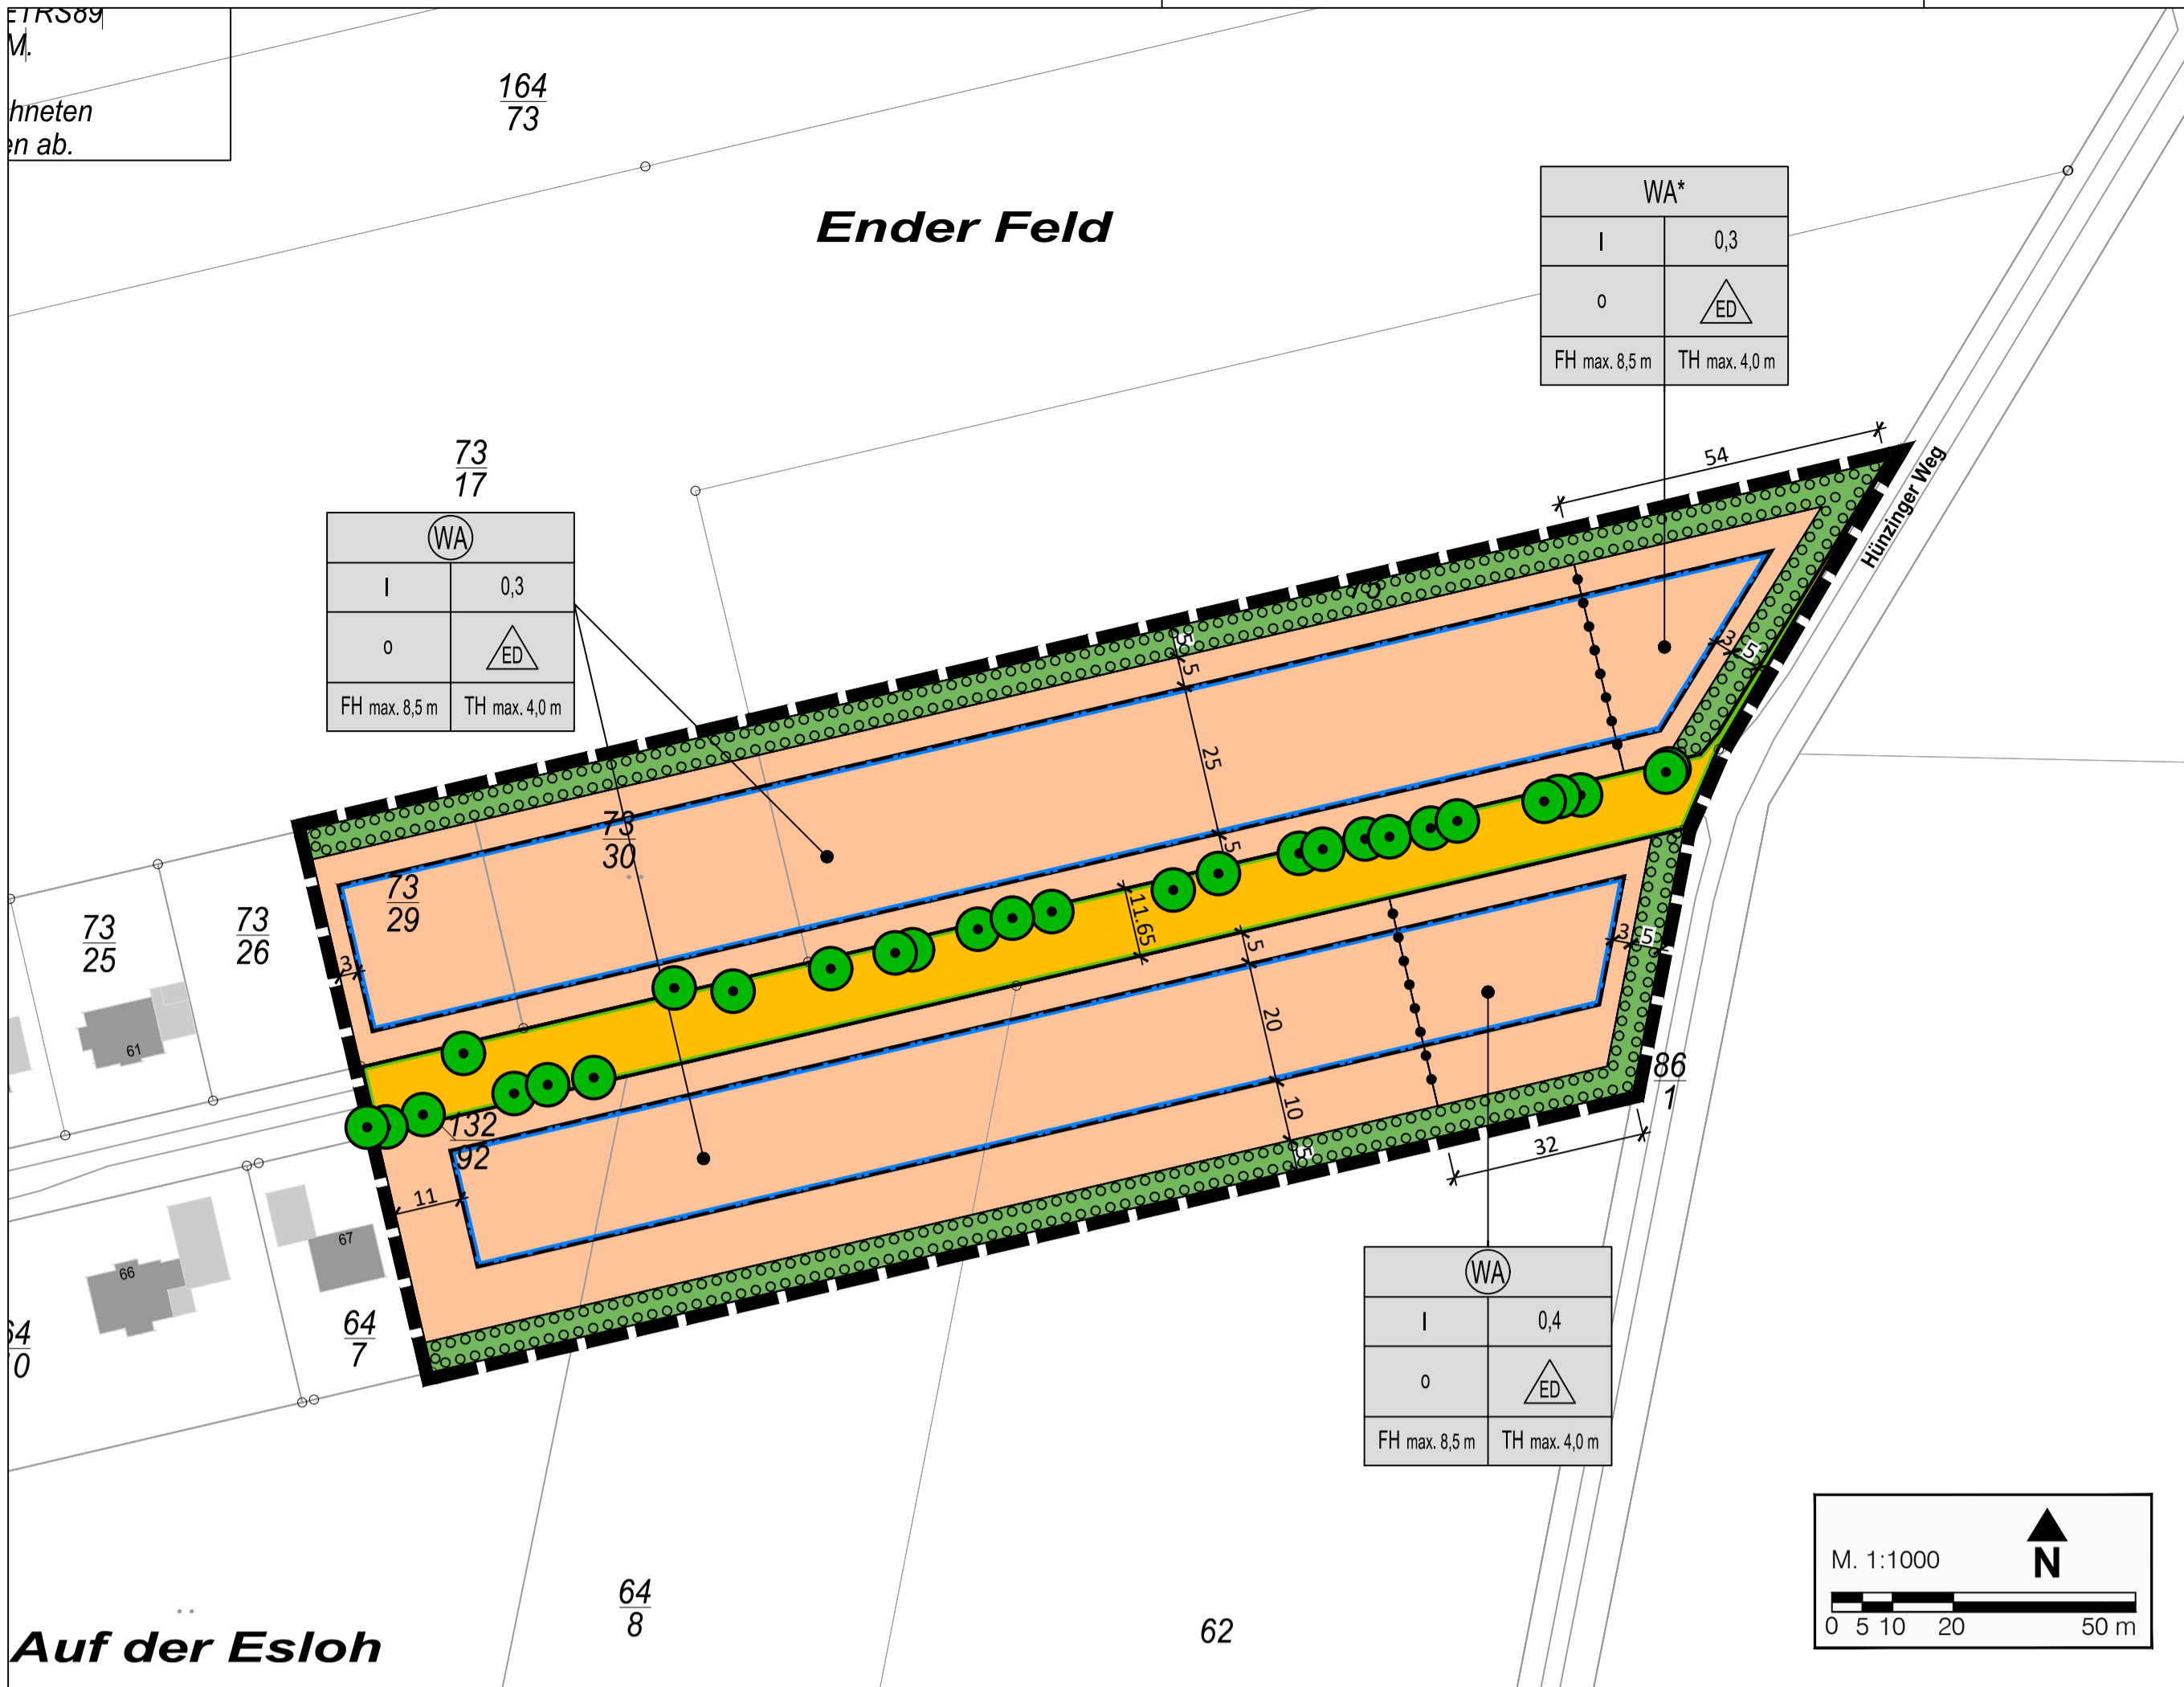 ETRS89
M.
hneten
en ab.
164
73
Ender Feld
WA*
I 0,3
o ED
FH max. 8,5 m TH max. 4,0 m
73
17
WA
I 0,3
o ED
FH max. 8,5 m TH max. 4,0 m
54
Hünzinger Weg
5
5
25
5
3
5
73
30
73
29
73
25
73
26
3
61
11.65
5
20
10
5
3
5
86
1
132
92
11
32
67
66
64
7
WA
I 0,4
o ED
FH max. 8,5 m TH max. 4,0 m
M. 1:1000
N
0 5 10 20 50 m
64
8
62
Auf der Esloh